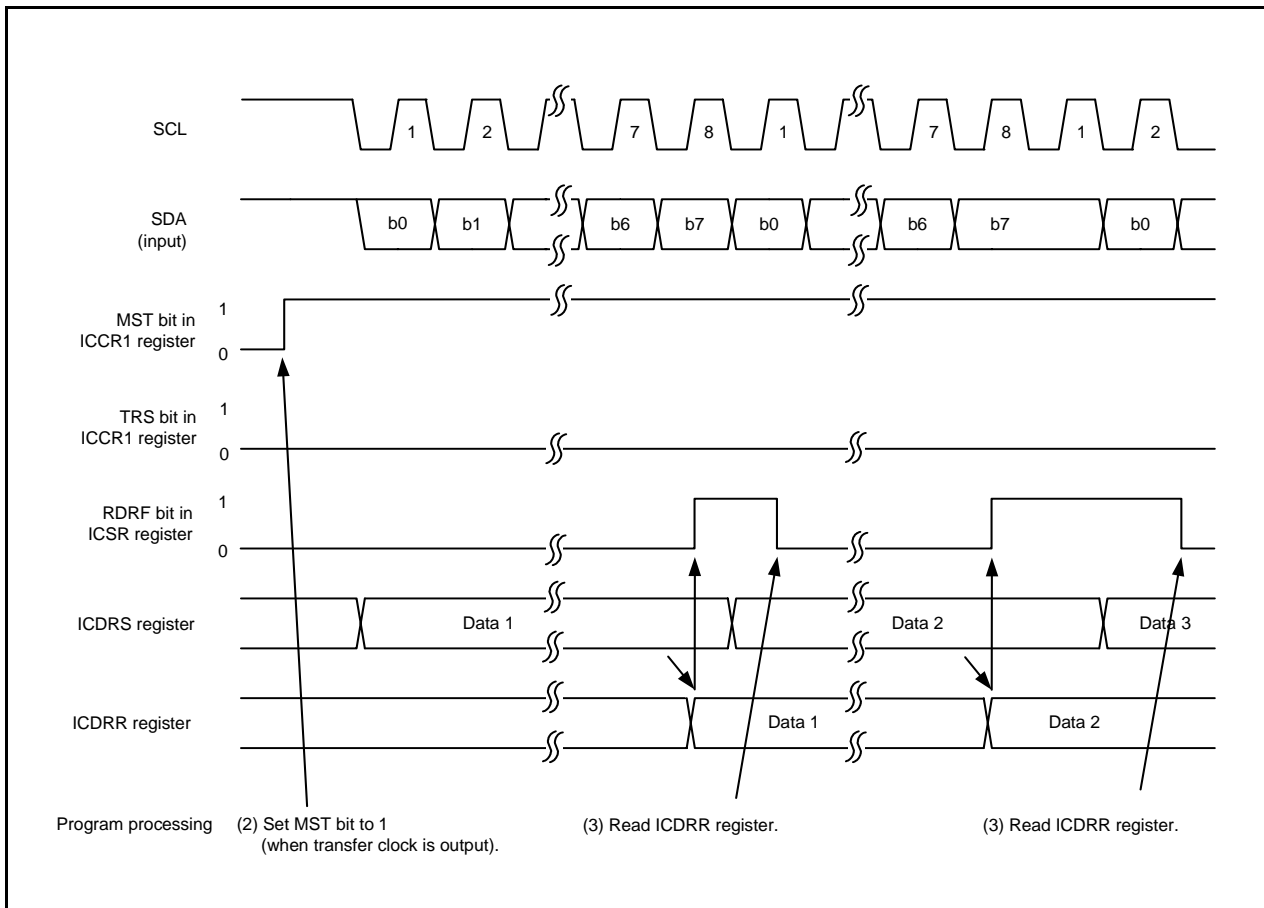 SCL
1 2 7 8 1 7 8 1 2
SDA
(input)
b0 b1 b6 b7 b0 b6 b7 b0
MST bit in
ICCR1 register
1
0
TRS bit in
ICCR1 register
1
0
RDRF bit in
ICSR register
1
0
ICDRS register
Data 1 Data 2 Data 3
ICDRR register
Data 1 Data 2
Program processing
(2) Set MST bit to 1
(when transfer clock is output).
(3) Read ICDRR register.
(3) Read ICDRR register.